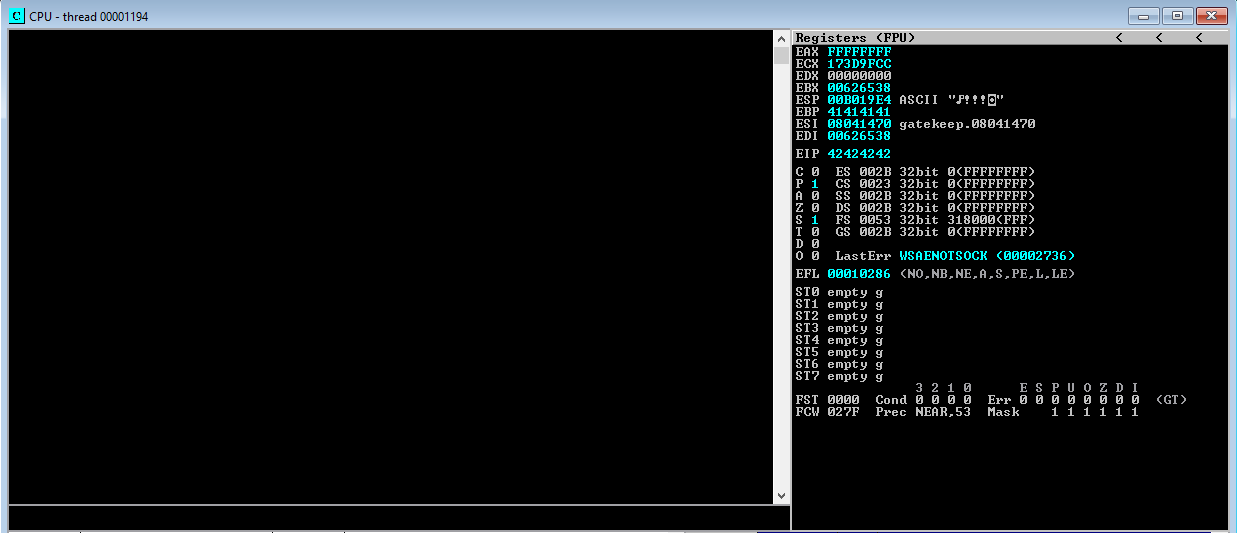 C CPU - thread 00001194
Registers (FPU) < < <
EAX FFFFFFFF
ECX 173D9FCC
EDX 00000000
EBX 00626538
ESP 00B019E4 ASCII "♪!!!◘"
EBP 41414141
ESI 08041470 gatekeep.08041470
EDI 00626538
EIP 42424242
C 0 ES 002B 32bit 0(FFFFFFFF)
P 1 CS 0023 32bit 0(FFFFFFFF)
A 0 SS 002B 32bit 0(FFFFFFFF)
Z 0 DS 002B 32bit 0(FFFFFFFF)
S 1 FS 0053 32bit 318000(FFF)
T 0 GS 002B 32bit 0(FFFFFFFF)
D 0
O 0 LastErr WSAENOTSOCK (00002736)
EFL 00010286 (NO,NB,NE,A,S,PE,L,LE)
ST0 empty g
ST1 empty g
ST2 empty g
ST3 empty g
ST4 empty g
ST5 empty g
ST6 empty g
ST7 empty g
3 2 1 0 E S P U O Z D I
FST 0000 Cond 0 0 0 0 Err 0 0 0 0 0 0 0 0 (GT)
FCW 027F Prec NEAR,53 Mask 1 1 1 1 1 1